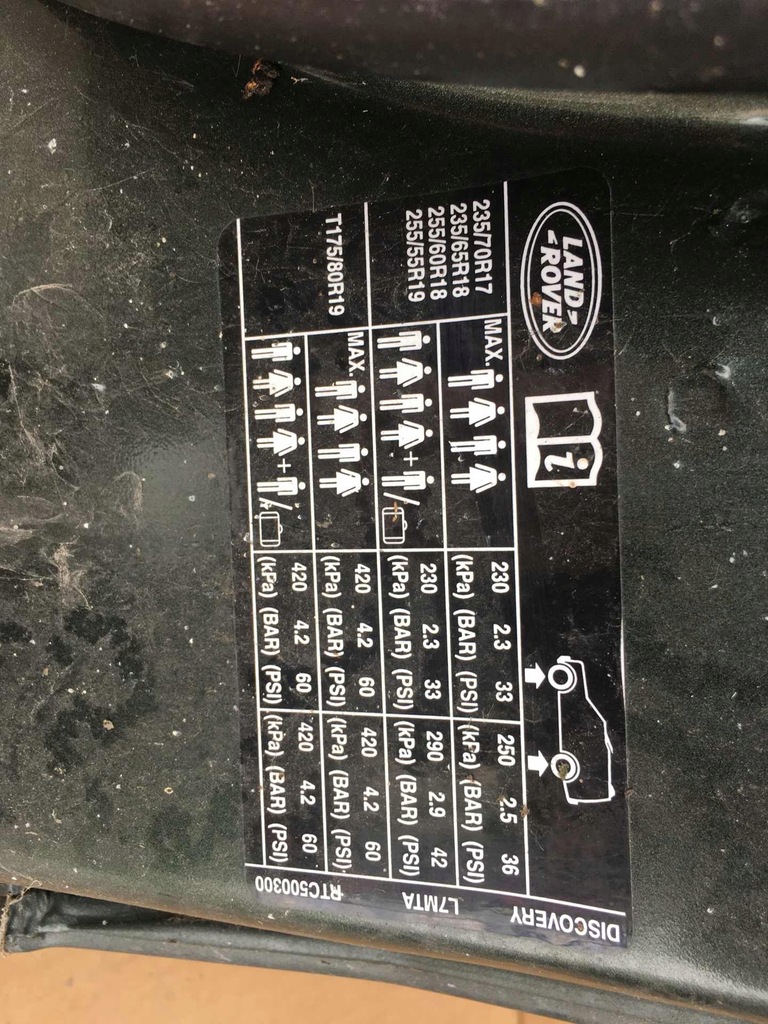 LAND
ROVER
i
235/70R17
235/65R18
255/60R18
255/55R19
MAX.
230 2.3 33
(kPa) (BAR) (PSI)
250 2.5 36
(kPa) (BAR) (PSI)
+ /
230 2.3 33
(kPa) (BAR) (PSI)
290 2.9 42
(kPa) (BAR) (PSI)
T175/80R19
MAX.
420 4.2 60
(kPa) (BAR) (PSI)
420 4.2 60
(kPa) (BAR) (PSI)
+ /
420 4.2 60
(kPa) (BAR) (PSI)
420 4.2 60
(kPa) (BAR) (PSI)
DISCOVERY
L7MTA
RTC500300